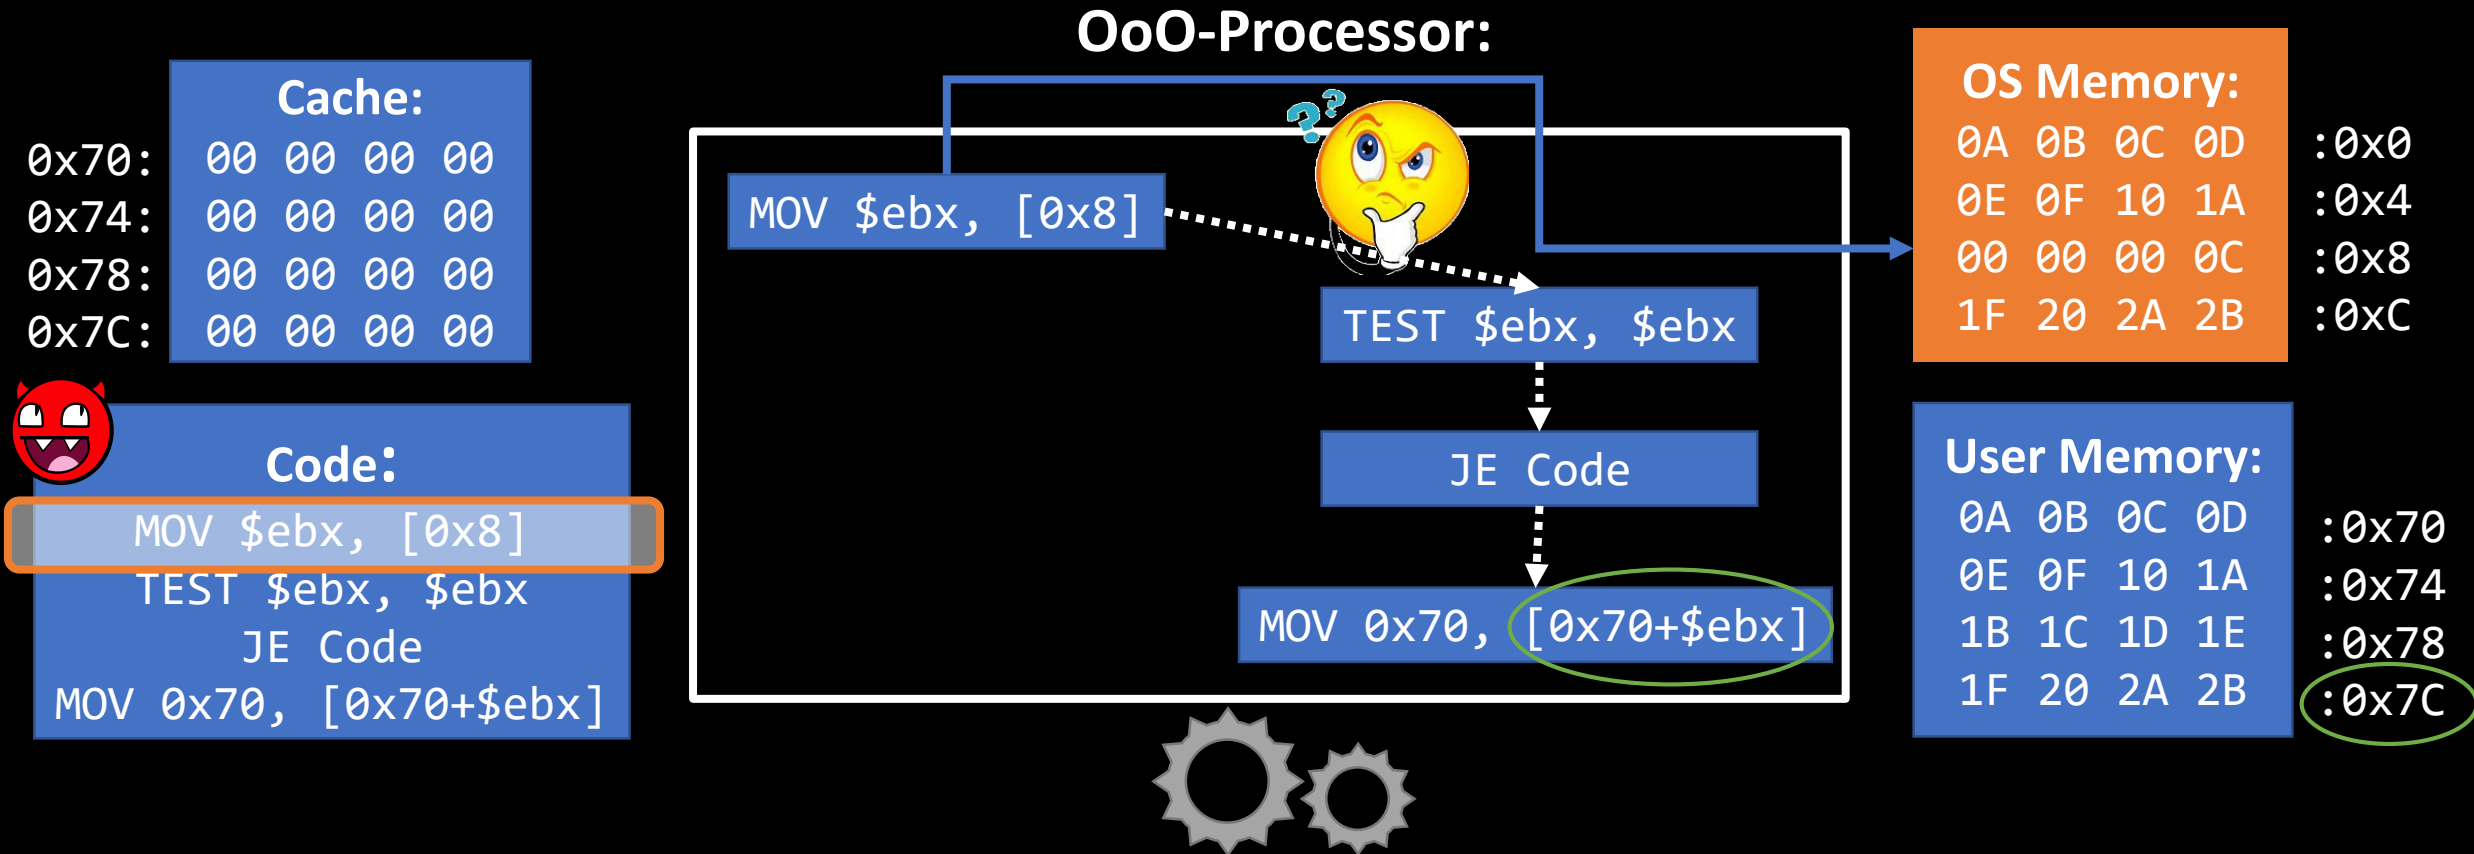 OoO-Processor:
Cache:
0x70: 00 00 00 00
0x74: 00 00 00 00
0x78: 00 00 00 00
0x7C: 00 00 00 00
Code:
MOV $ebx, [0x8]
TEST $ebx, $ebx
JE Code
MOV 0x70, [0x70+$ebx]
??
MOV $ebx, [0x8]
TEST $ebx, $ebx
JE Code
MOV 0x70, [0x70+$ebx]
OS Memory:
0A 0B 0C 0D :0x0
0E 0F 10 1A :0x4
00 00 00 0C :0x8
1F 20 2A 2B :0xC
User Memory:
0A 0B 0C 0D :0x70
0E 0F 10 1A :0x74
1B 1C 1D 1E :0x78
1F 20 2A 2B :0x7C